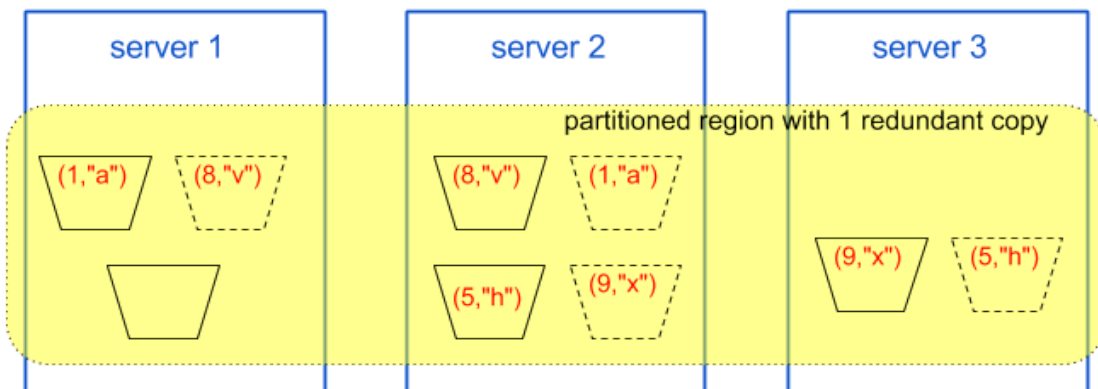 server 1
server 2
server 3
partitioned region with 1 redundant copy
(1,"a")
(8,"v")
(8,"v")
(1,"a")
(5,"h")
(9,"x")
(9,"x")
(5,"h")